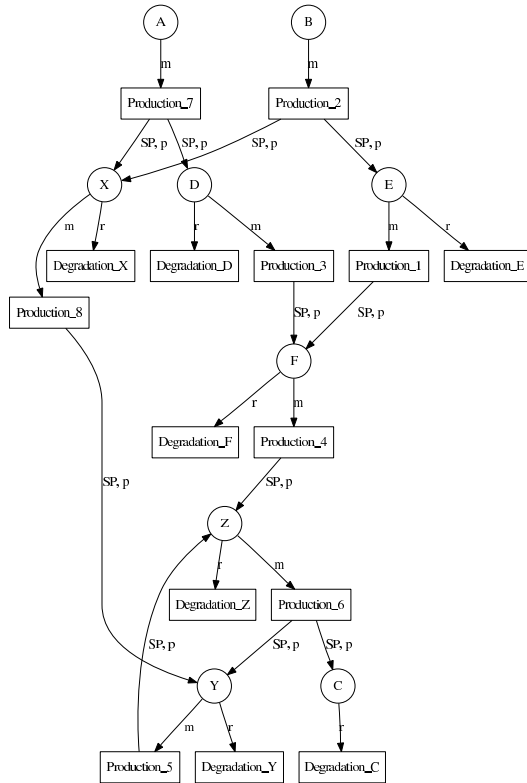 A B
m m
Production_7 Production_2
SP, p SP, p SP, p SP, p
X D E
m r r m m r
Degradation_X Degradation_D Production_3 Production_1 Degradation_E
Production_8
SP, p SP, p
F
r m
Degradation_F Production_4
SP, p SP, p
Z
r m
Degradation_Z Production_6
SP, p SP, p SP, p
Y C
m r r
Production_5 Degradation_Y Degradation_C